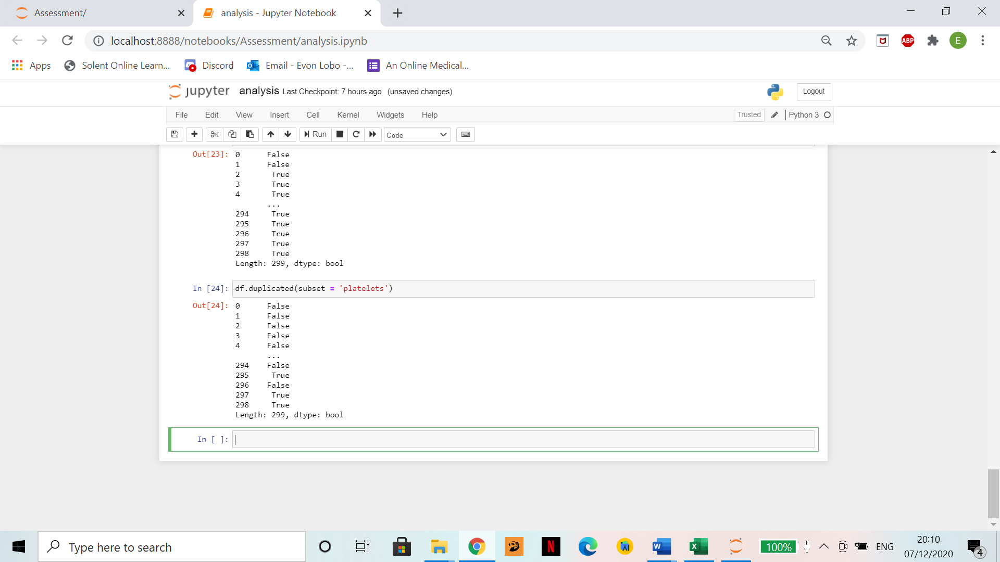 Assessment/
analysis - Jupyter Notebook
localhost:8888/notebooks/Assessment/analysis.ipynb
ABP
E
Apps
Solent Online Learn...
Discord
Email - Evon Lobo -...
An Online Medical...
jupyter analysis Last Checkpoint: 7 hours ago (unsaved changes)
Logout
File Edit View Insert Cell Kernel Widgets Help
Trusted
Python 3
Run
Code
Out[23]: 0 False
1 False
2 True
3 True
4 True
...
294 True
295 True
296 True
297 True
298 True
Length: 299, dtype: bool
In [24]: df.duplicated(subset = 'platelets')
Out[24]: 0 False
1 False
2 False
3 False
4 False
...
294 False
295 True
296 False
297 True
298 True
Length: 299, dtype: bool
In [ ]:
Type here to search
N
W
X
100%
ENG
20:10
07/12/2020
4